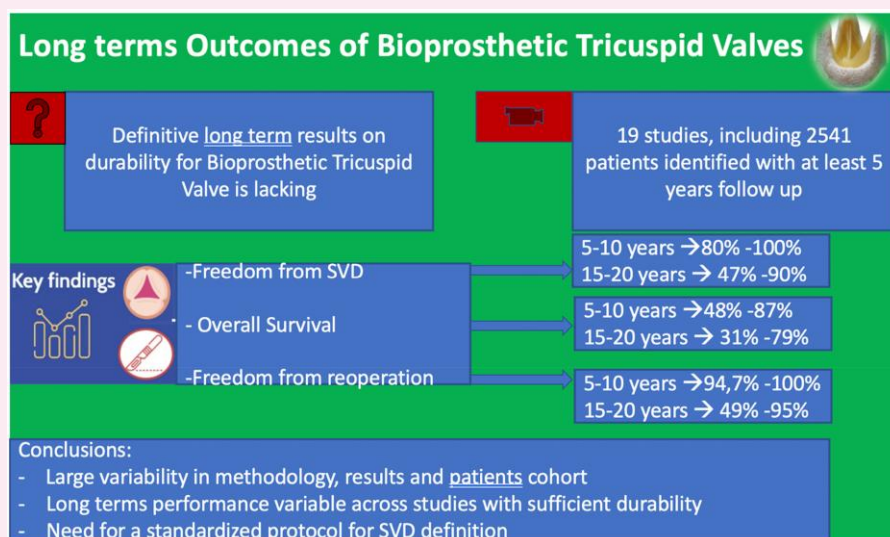 Long terms Outcomes of Bioprosthetic Tricuspid Valves
?
Definitive long term results on
durability for Bioprosthetic Tricuspid
Valve is lacking
19 studies, including 2541
patients identified with at least 5
years follow up
Key findings
-Freedom from SVD
5-10 years →80% -100%
15-20 years → 47% -90%
- Overall Survival
5-10 years →48% -87%
15-20 years → 31% -79%
-Freedom from reoperation
5-10 years →94,7% -100%
15-20 years → 49% -95%
Conclusions:
- Large variability in methodology, results and patients cohort
- Long terms performance variable across studies with sufficient durability
- Need for a standardized protocol for SVD definition